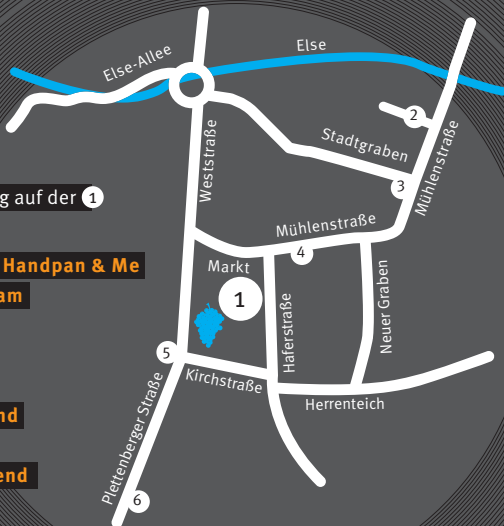 Else-Allee
Else
2
Weststraße
Stadtgraben
Mühlenstraße
3
g auf der 1
Mühlenstraße
4
Handpan & Me
am
Markt
1
Haferstraße
Neuer Graben
5
Kirchstraße
Herrenteich
nd
Plettenberger Straße
end
6